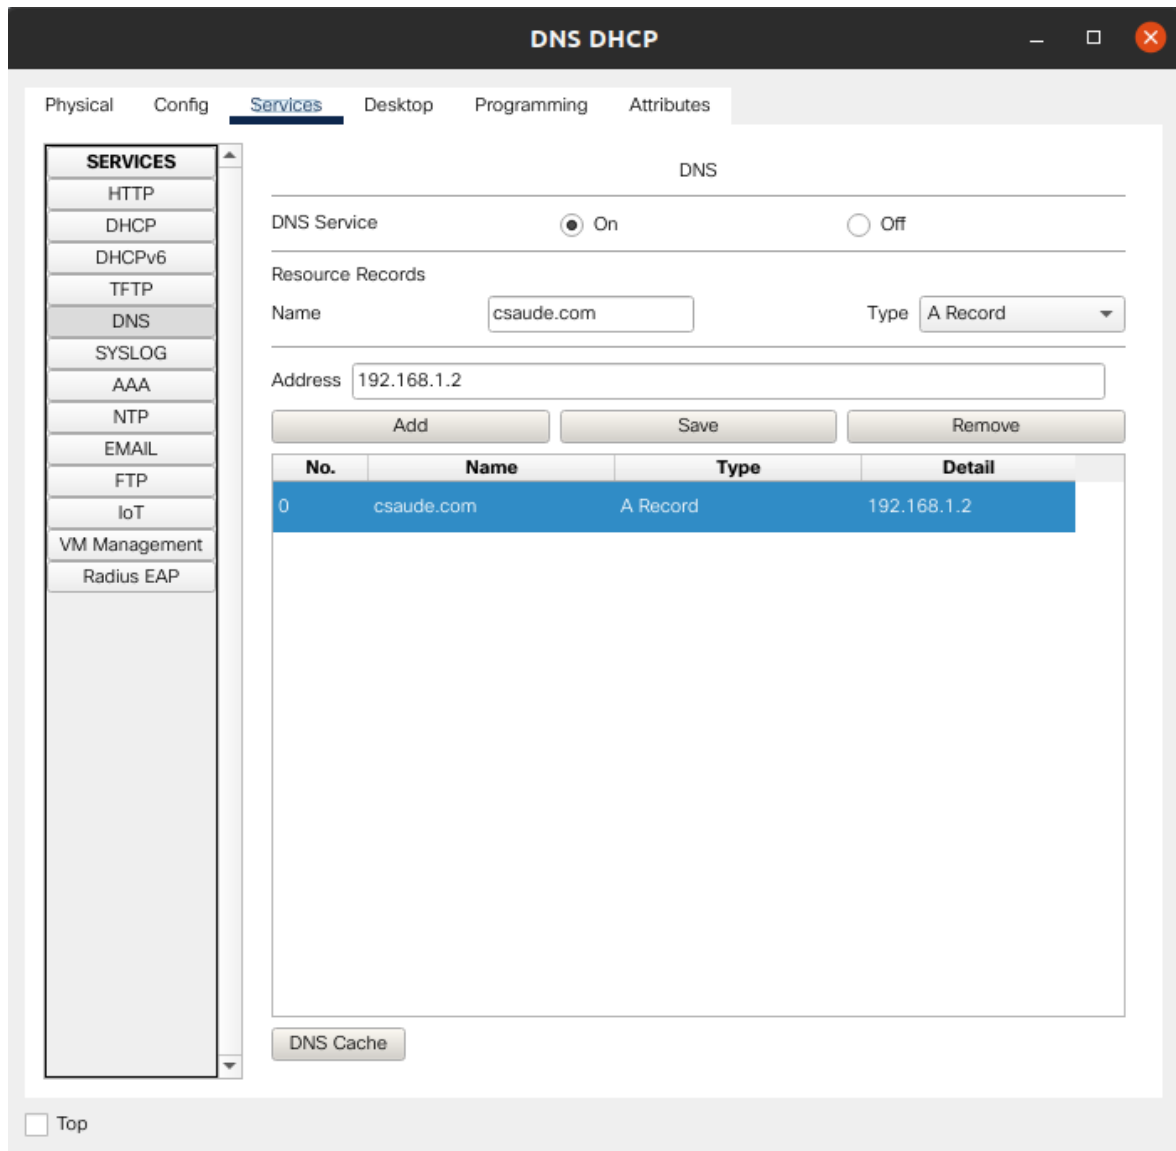 DNS DHCP
Physical Config Services Desktop Programming Attributes
SERVICES
HTTP
DHCP
DHCPv6
TFTP
DNS
SYSLOG
AAA
NTP
EMAIL
FTP
IoT
VM Management
Radius EAP
DNS
DNS Service On Off
Resource Records
Name csaude.com Type A Record
Address 192.168.1.2
Add Save Remove
No. Name Type Detail
0 csaude.com A Record 192.168.1.2
DNS Cache
Top